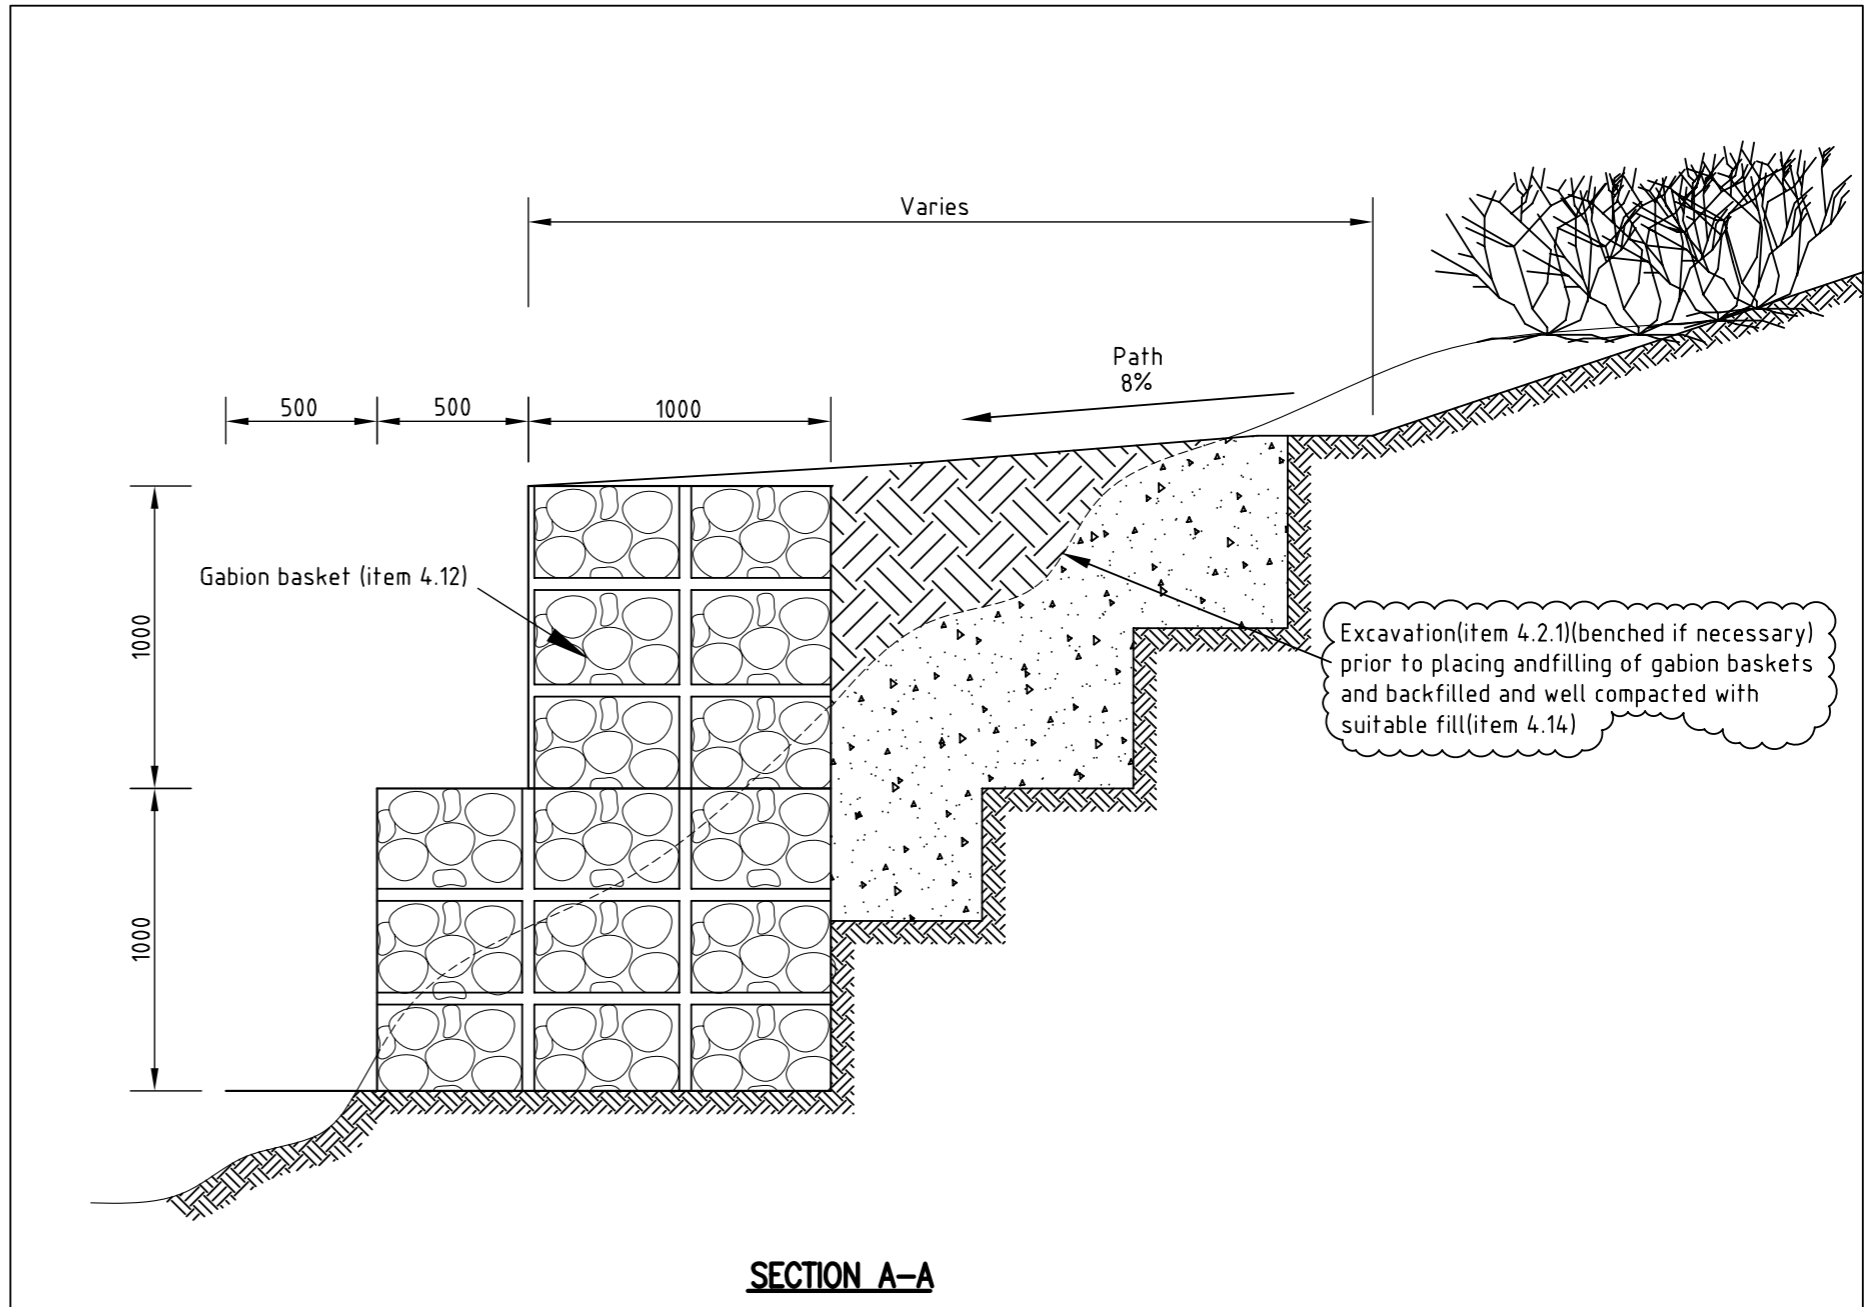 Varies
Path
8%
500
500
1000
Gabion basket (item 4.12)
1000
Excavation(item 4.2.1)(benched if necessary)
prior to placing andfilling of gabion baskets
and backfilled and well compacted with
suitable fill(item 4.14)
1000
SECTION A-A